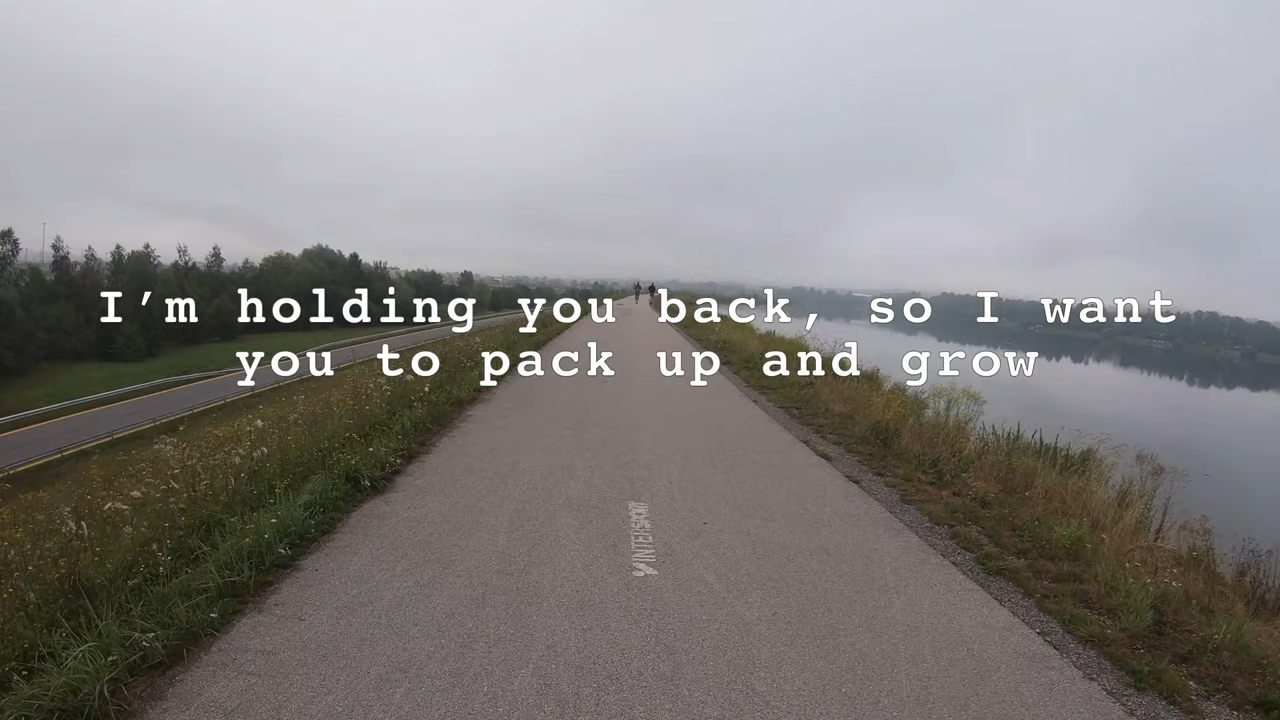 I’m holding you back, so I want
you to pack up and grow
INTERSPORT